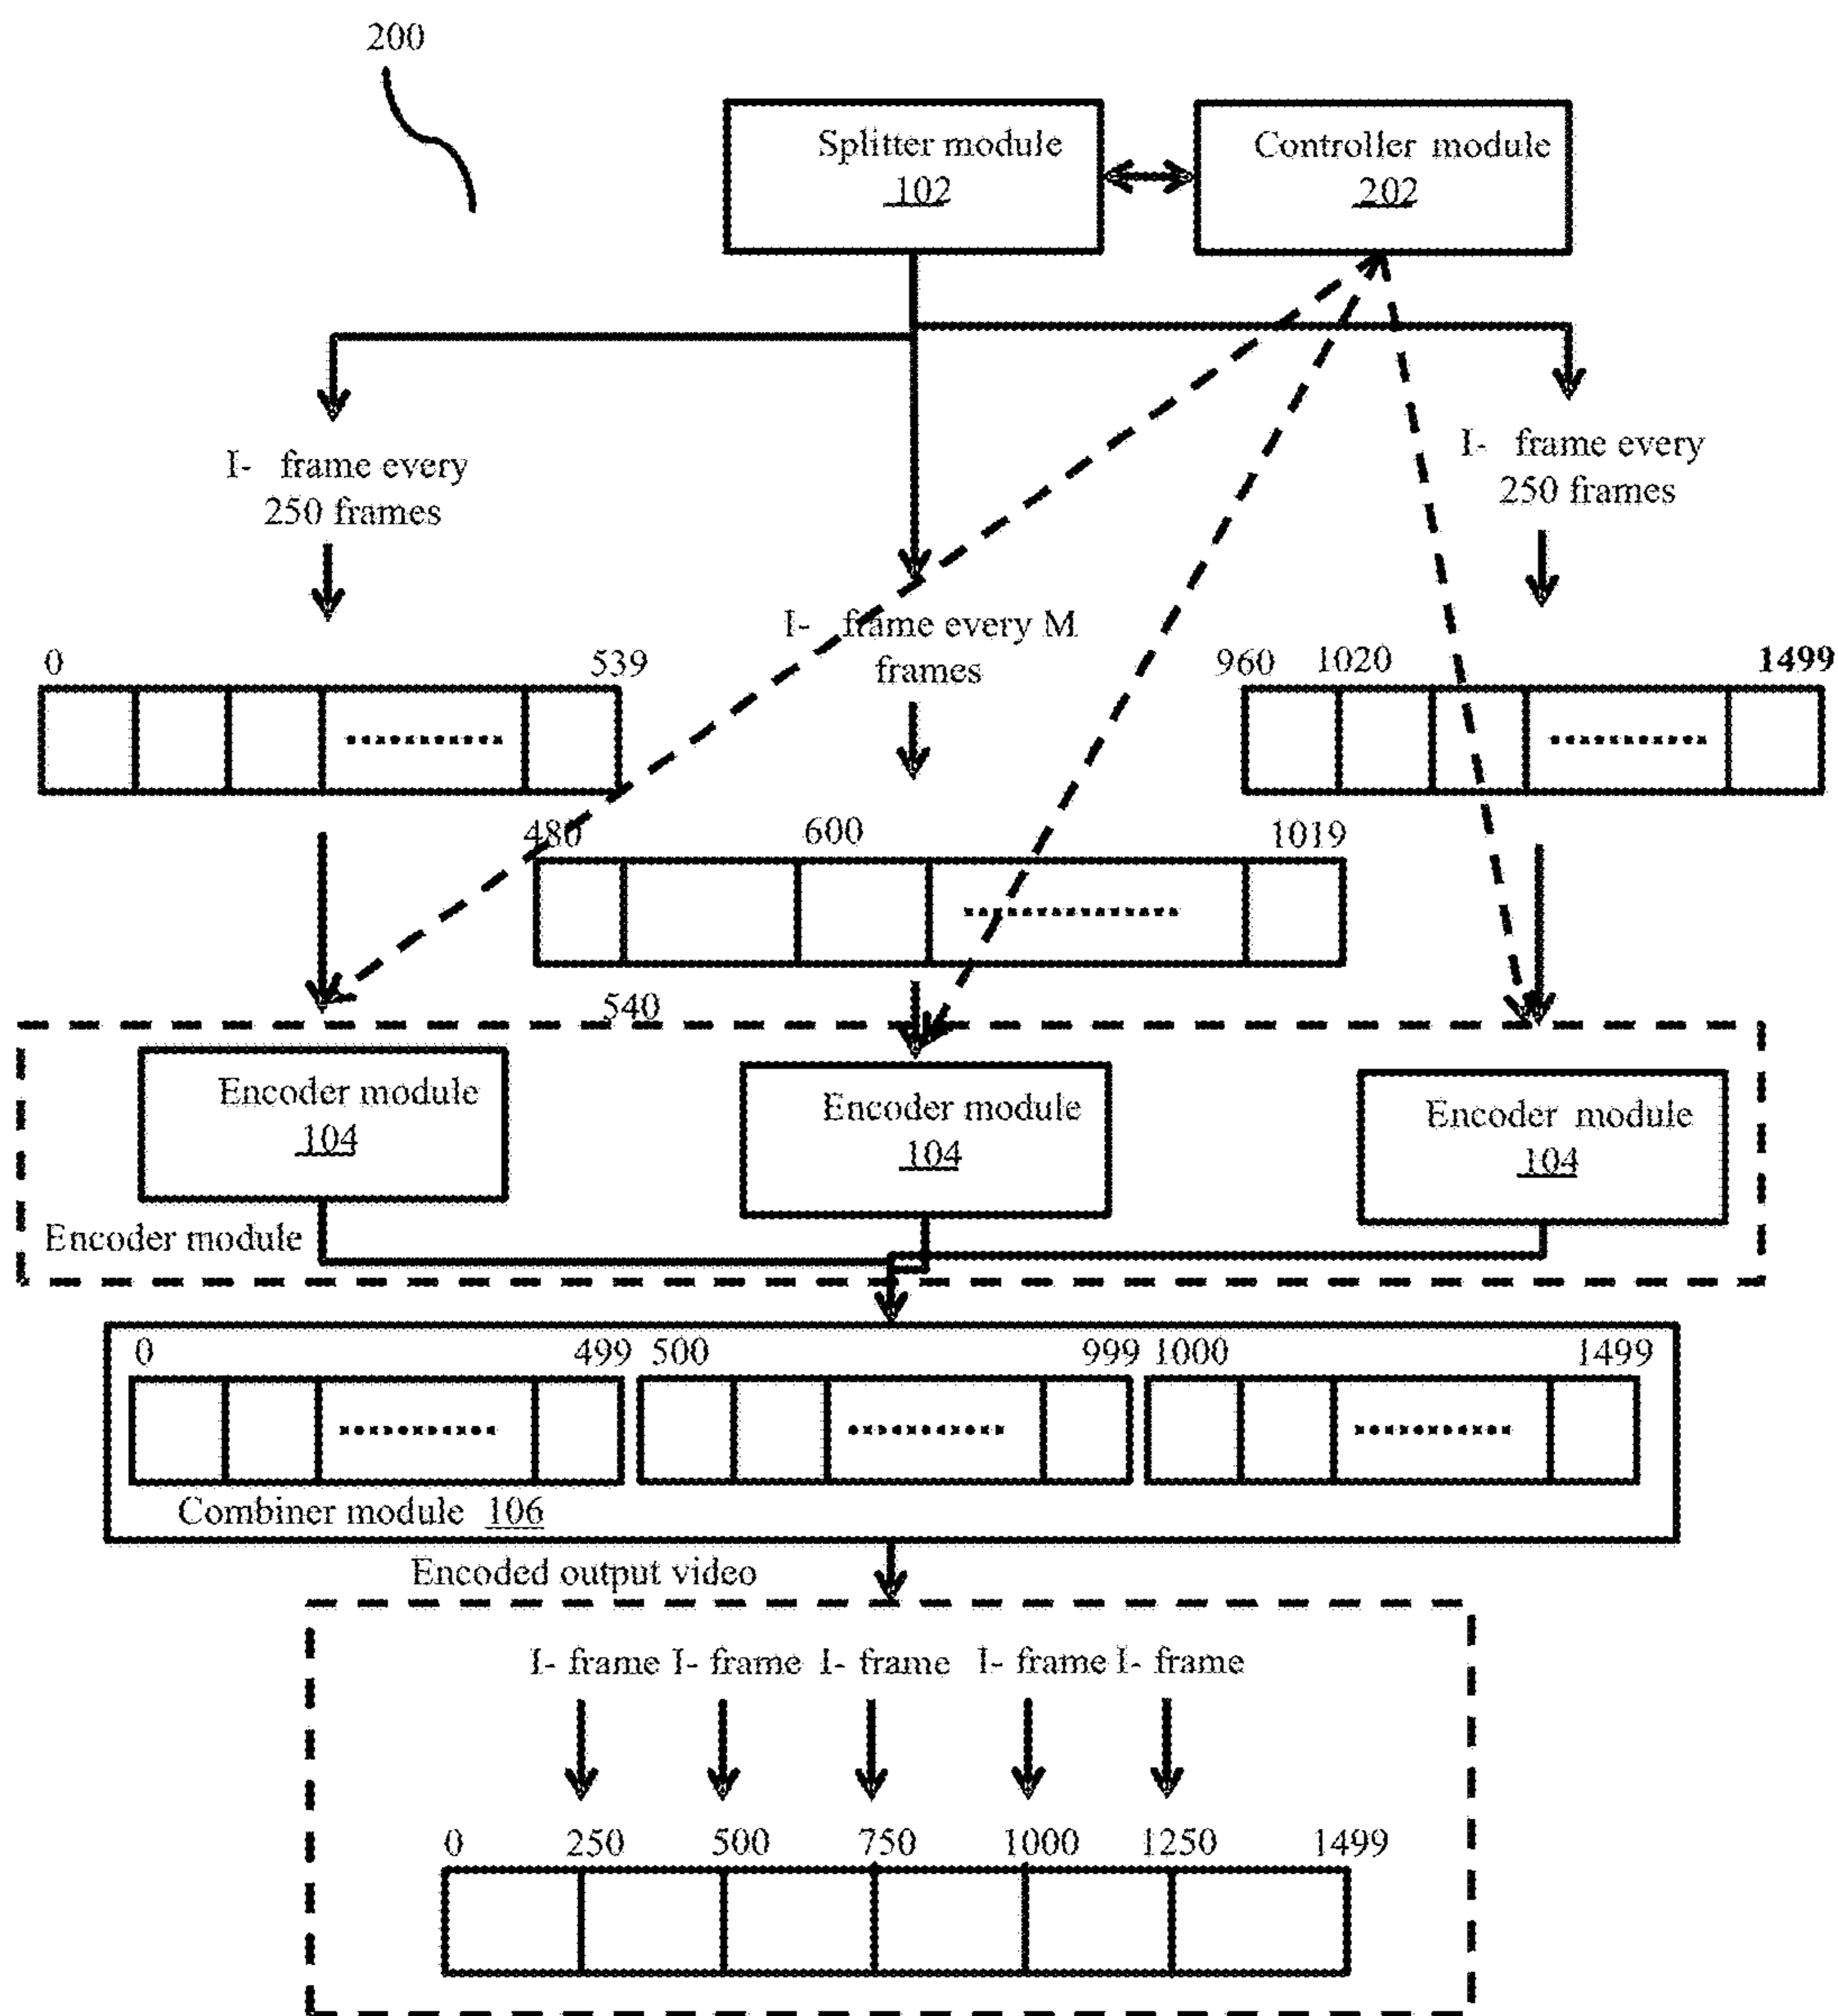 200
Splitter module
102
Controller module
202
I- frame every
250 frames
I- frame every
250 frames
I- frame every M
frames
0
539
960
1020
1499
480
600
1019
540
Encoder module
104
Encoder module
104
Encoder module
104
Encoder module
0
499
500
999
1000
1499
Combiner module 106
Encoded output video
I- frame I- frame I- frame I- frame I- frame
0 250 500 750 1000 1250 1499